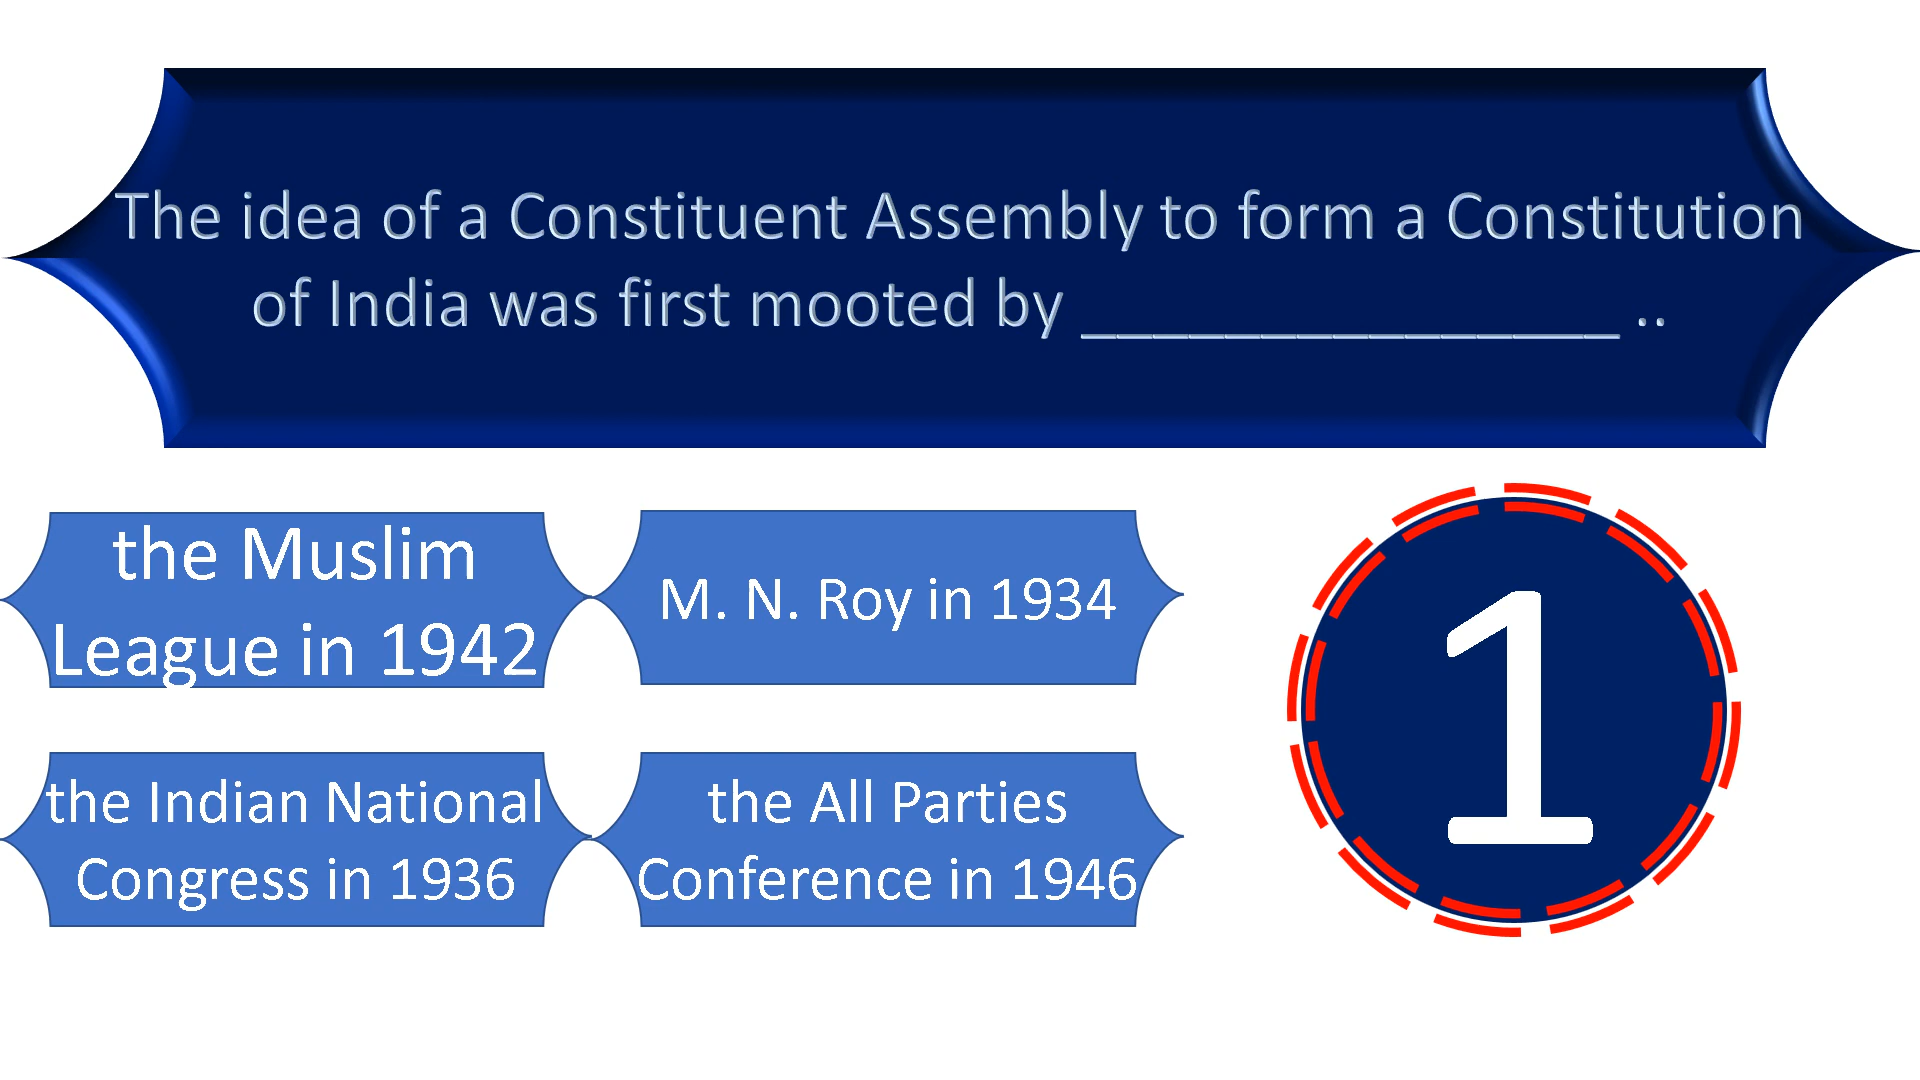 The idea of a Constituent Assembly to form a Constitution
of India was first mooted by _______________ ..
the Muslim
League in 1942
M. N. Roy in 1934
the Indian National
Congress in 1936
the All Parties
Conference in 1946
1